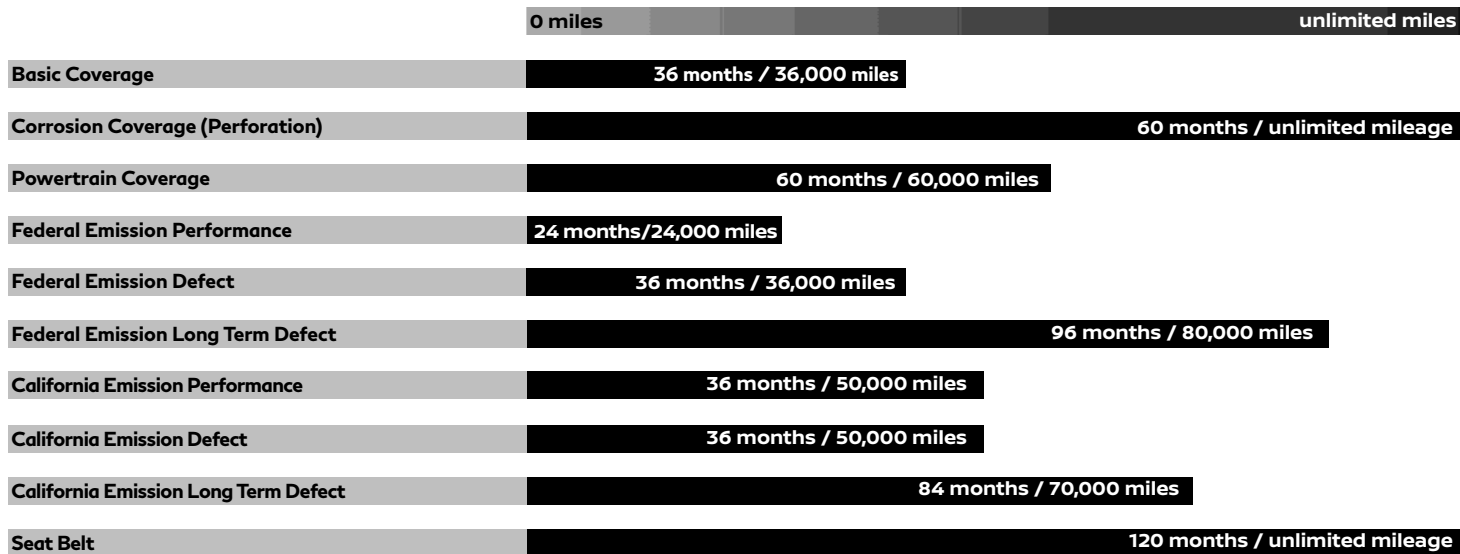 0 miles unlimited miles
Basic Coverage 36 months / 36,000 miles
Corrosion Coverage (Perforation) 60 months / unlimited mileage
Powertrain Coverage 60 months / 60,000 miles
Federal Emission Performance 24 months/24,000 miles
Federal Emission Defect 36 months / 36,000 miles
Federal Emission Long Term Defect 96 months / 80,000 miles
California Emission Performance 36 months / 50,000 miles
California Emission Defect 36 months / 50,000 miles
California Emission Long Term Defect 84 months / 70,000 miles
Seat Belt 120 months / unlimited mileage